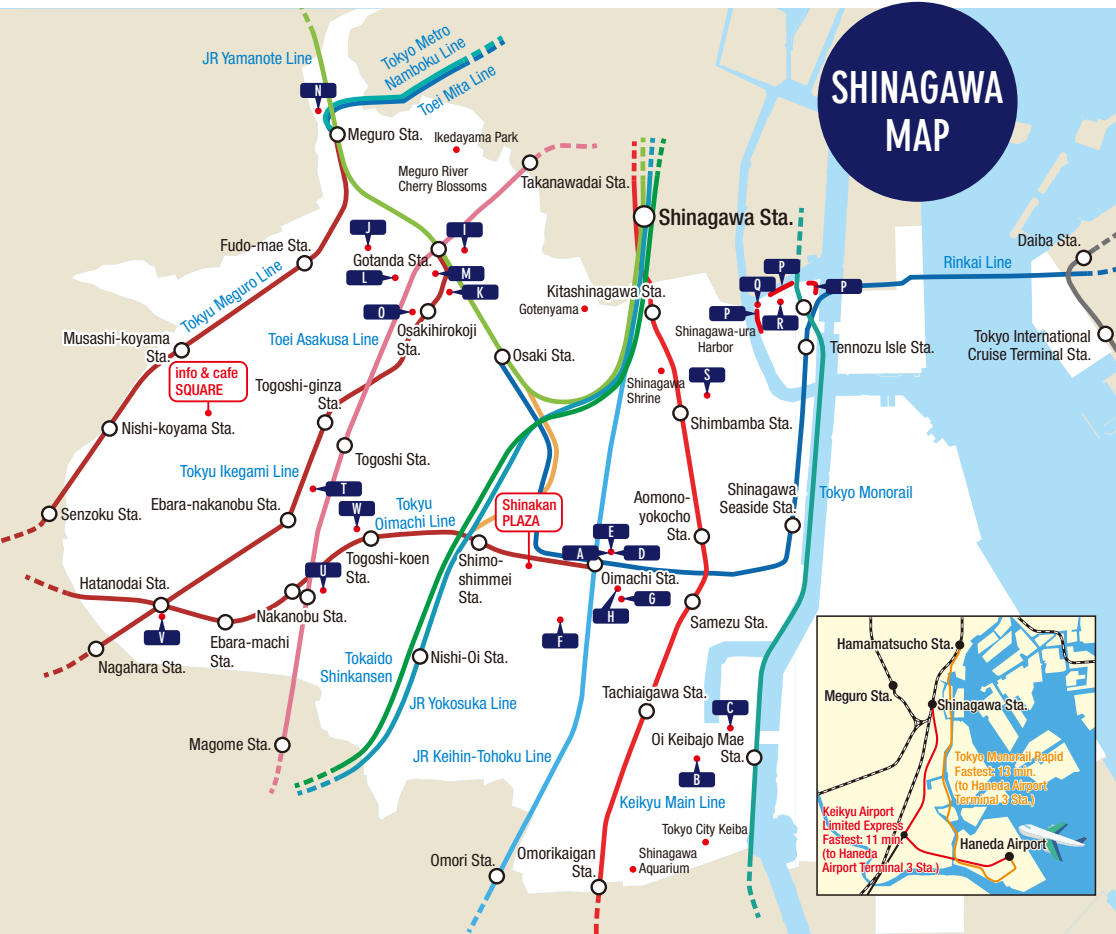 SHINAGAWA
MAP
JR Yamanote Line
Tokyo Metro
Namboku Line
Toei Mita Line
N
Meguro Sta.
Ikedayama Park
Meguro River
Cherry Blossoms
Takanawadai Sta.
Shinagawa Sta.
Daiba Sta.
Rinkai Line
J
I
Fudo-mae Sta.
Gotanda Sta.
L
M
K
O
Tokyu Meguro Line
Kitashinagawa Sta.
Gotenyama
P
Q
P
P
R
Shinagawa-ura
Harbor
Tokyo International
Cruise Terminal Sta.
Musashi-koyama
Sta.
Toei Asakusa Line
Osakihirokoji
Sta.
Osaki Sta.
Tennozu Isle Sta.
info & cafe
SQUARE
Togoshi-ginza
Sta.
Shinagawa
Shrine
S
Shimbamba Sta.
Nishi-koyama Sta.
Togoshi Sta.
Tokyu Ikegami Line
T
Senzoku Sta.
Ebara-nakanobu Sta.
W
Tokyu
Oimachi Line
Shinakan
PLAZA
Aomono-
yokocho
Sta.
Shinagawa
Seaside Sta.
Tokyo Monorail
Togoshi-koen
Sta.
Shimo-
shimmei
Sta.
E
A
D
Oimachi Sta.
G
H
Hatanodai Sta.
U
Nakanobu Sta.
V
Ebara-machi
Sta.
F
Samezu Sta.
Nagahara Sta.
Tokaido
Shinkansen
Nishi-Oi Sta.
JR Yokosuka Line
Tachiaigawa Sta.
C
Magome Sta.
JR Keihin-Tohoku Line
Oi Keibajo Mae
Sta.
B
Keikyu Main Line
Tokyo City Keiba
Omori Sta.
Omorikaigan
Sta.
Shinagawa
Aquarium
Hamamatsucho Sta.
Meguro Sta.
Shinagawa Sta.
Tokyo Monorail Rapid
Fastest: 13 min.
(to Haneda Airport
Terminal 3 Sta.)
Keikyu Airport
Limited Express
Fastest: 11 min.
(to Haneda
Airport Terminal 3 Sta.)
Haneda Airport